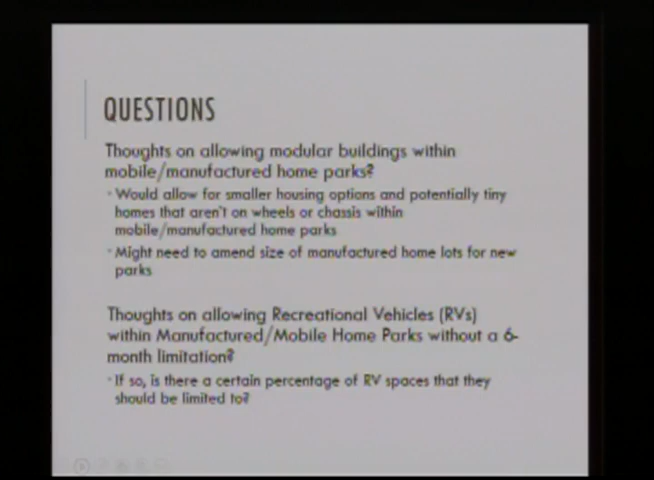 QUESTIONS
Thoughts on allowing modular buildings within
mobile/manufactured home parks?
· Would allow for smaller housing options and potentially tiny
homes that aren't on wheels or chassis within
mobile/manufactured home parks
· Might need to amend size of manufactured home lots for new
parks
Thoughts on allowing Recreational Vehicles (RVs)
within Manufactured/Mobile Home Parks without a 6-
month limitation?
· If so, is there a certain percentage of RV spaces that they
should be limited to?